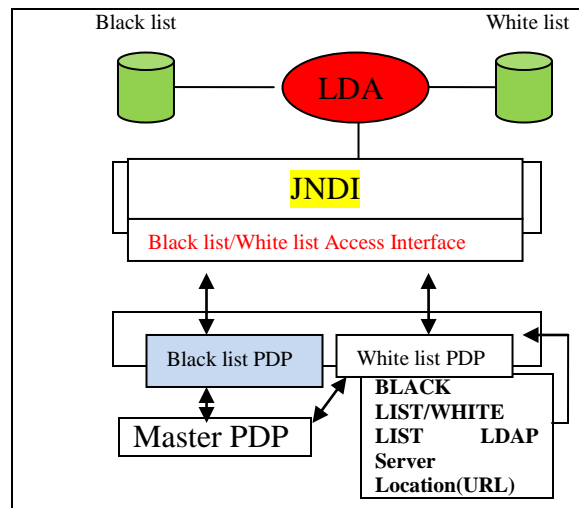 Black list
White list
LDA
JNDI
Black list/White list Access Interface
Black list PDP
White list PDP
BLACK
LIST/WHITE
LIST LDAP
Server
Location(URL)
Master PDP